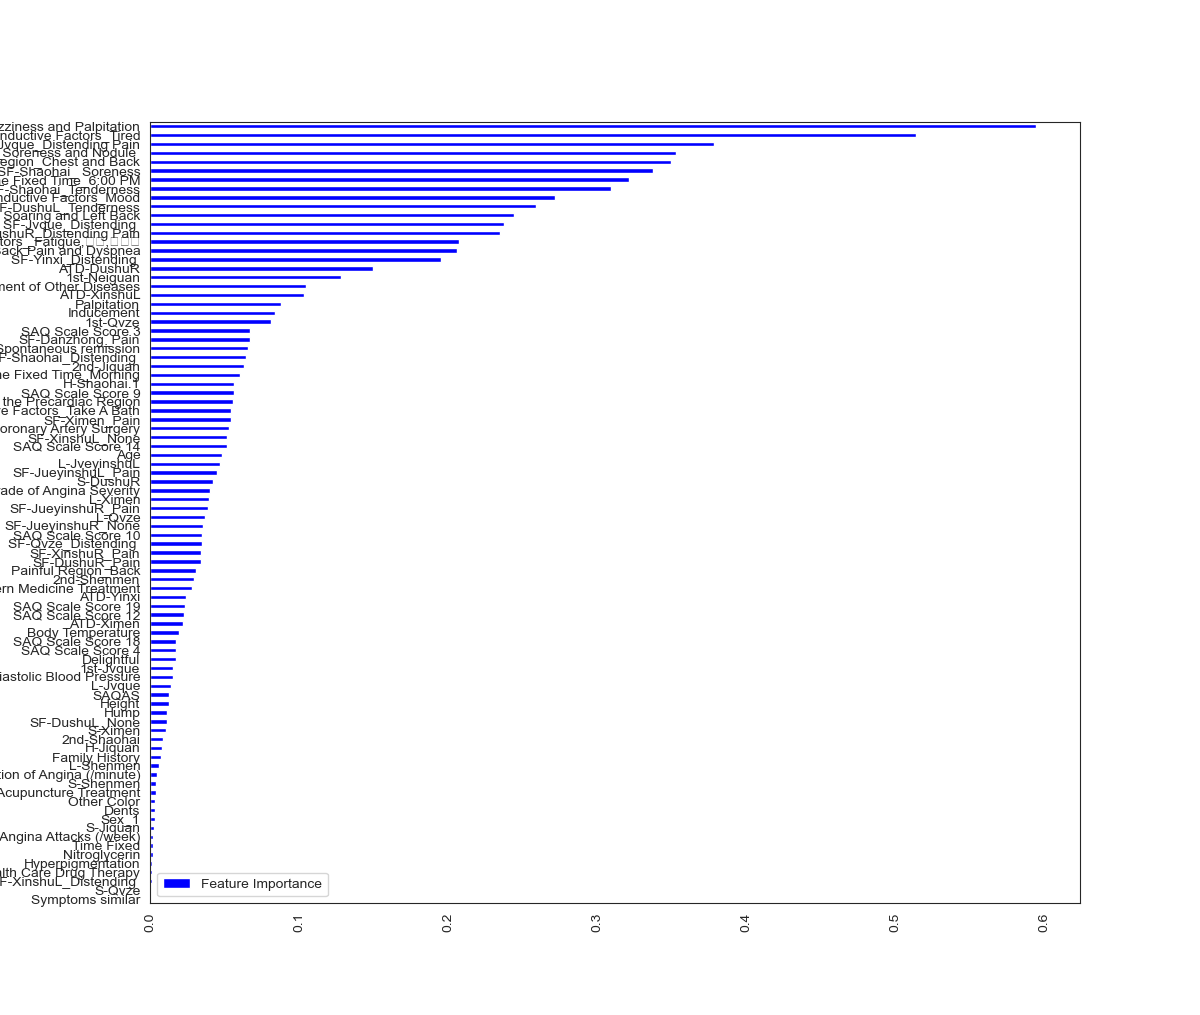 zziness and Palpitation
nductive Factors_Tired
Jvque_Distending Pain
Soreness and Nodule
egion_Chest and Back
SF-Shaohai_ Soreness
e Fixed Time_6:00 PM
F-Shaohai_Tenderness
nductive Factors_Mood
F-DushuL_Tenderness
Soaring and Left Back
SF-Jvque_Distending
ushuR_Distending Pain
tors_ Fatigue,□□,□□□
Back Pain and Dyspnea
SF-Yinxi_Distending
ATD-DushuR
1st-Neiguan
ment of Other Diseases
ATD-XinshuL
Palpitation
Inducement
1st-Qvze
SAQ Scale Score 3
SF-Danzhong_Pain
Spontaneous remission
F-Shaohai_Distending
2nd-Jiquan
e Fixed Time_Morning
H-Shaohai.1
SAQ Scale Score 9
the Precardiac Region
e Factors_Take A Bath
SF-Ximen_Pain
oronary Artery Surgery
SF-XinshuL_None
SAQ Scale Score 14
Age
L-JveyinshuL
SF-JueyinshuL_Pain
S-DushuR
ade of Angina Severity
L-Ximen
SF-JueyinshuR_Pain
L-Qvze
SF-JueyinshuR_None
SAQ Scale Score 10
SF-Qvze_Distending
SF-XinshuR_Pain
SF-DushuR_Pain
Painful Region_Back
2nd-Shenmen
ern Medicine Treatment
ATD-Yinxi
SAQ Scale Score 19
SAQ Scale Score 12
ATD-Ximen
Body Temperature
SAQ Scale Score 18
SAQ Scale Score 4
Delightful
1st-Jvque
iastolic Blood Pressure
L-Jvque
SAQAS
Height
Hump
SF-DushuL_None
S-Ximen
2nd-Shaohai
H-Jiquan
Family History
L-Shenmen
tion of Angina (/minute)
S-Shenmen
Acupuncture Treatment
Other Color
Dents
Sex_1
S-Jiquan
Angina Attacks (/week)
Time Fixed
Nitroglycerin
Hyperpigmentation
lth Care Drug Therapy
F-XinshuL_Distending
S-Qvze
Symptoms similar
Feature Importance
0.0
0.1
0.2
0.3
0.4
0.5
0.6